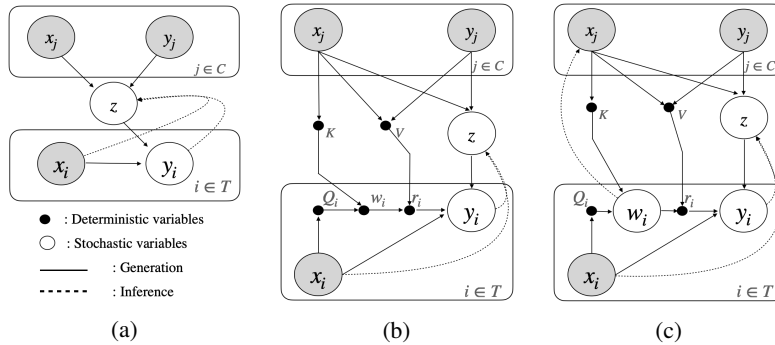 x_j y_j
j ∈ C
z
x_i y_i
i ∈ T
: Deterministic variables
: Stochastic variables
: Generation
: Inference
(a)
x_j y_j
j ∈ C
K V
z
Q_i w_i r_i
y_i
x_i
i ∈ T
(b)
x_j y_j
j ∈ C
K V
z
Q_i w_i r_i y_i
x_i
i ∈ T
(c)